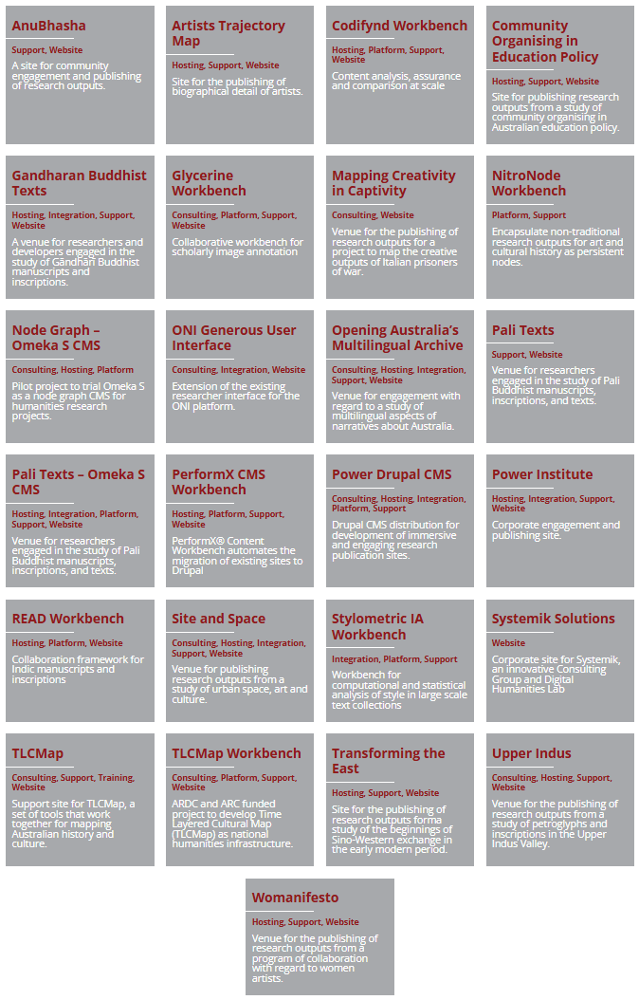 AnuBhasha
Support, Website
A site for community
engagement and publishing
of research outputs.
Artists Trajectory
Map
Hosting, Support, Website
Site for the publishing of
biographical detail of artists.
Codifynd Workbench
Hosting, Platform, Support,
Website
Content analysis, assurance
and comparison at scale
Community
Organising in
Education Policy
Hosting, Support, Website
Site for publishing research
outputs from a study of
community organising in
Australian education policy.
Gandharan Buddhist
Texts
Hosting, Integration, Support,
Website
A venue for researchers and
developers engaged in the
study of Gāndhārī Buddhist
manuscripts and
inscriptions.
Glycerine
Workbench
Consulting, Platform, Support,
Website
Collaborative workbench for
scholarly image annotation
Mapping Creativity
in Captivity
Consulting, Website
Venue for the publishing of
research outputs for a
project to map the creative
outputs of Italian prisoners
of war.
NitroNode
Workbench
Platform, Support
Encapsulate non-traditional
research outputs for art and
cultural history as persistent
nodes.
Node Graph –
Omeka S CMS
Consulting, Hosting, Platform
Pilot project to trial Omeka S
as a node graph CMS for
humanities research
projects.
ONI Generous User
Interface
Consulting, Integration, Website
Extension of the existing
researcher interface for the
ONI platform.
Opening Australia’s
Multilingual Archive
Consulting, Hosting, Integration,
Support, Website
Venue for engagement with
regard to a study of
multilingual aspects of
narratives about Australia.
Pali Texts
Support, Website
Venue for researchers
engaged in the study of Pali
Buddhist manuscripts,
inscriptions, and texts.
Pali Texts – Omeka S
CMS
Hosting, Integration, Platform,
Support, Website
Venue for researchers
engaged in the study of Pali
Buddhist manuscripts,
inscriptions, and texts.
PerformX CMS
Workbench
Hosting, Platform, Support,
Website
PerformX® Content
Workbench automates the
migration of existing sites to
Drupal
Power Drupal CMS
Consulting, Hosting, Integration,
Platform, Support
Drupal CMS distribution for
development of immersive
and engaging research
publication sites.
Power Institute
Hosting, Integration, Support,
Website
Corporate engagement and
publishing site.
READ Workbench
Hosting, Platform, Website
Collaboration framework for
Indic manuscripts and
inscriptions
Site and Space
Consulting, Hosting, Integration,
Support, Website
Venue for publishing
research outputs from a
study of urban space, art and
culture.
Stylometric IA
Workbench
Integration, Platform, Support
Workbench for
computational and statistical
analysis of style in large scale
text collections
Systemik Solutions
Website
Corporate site for Systemik,
an innovative Consulting
Group and Digital
Humanities Lab
TLCMap
Consulting, Support, Training,
Website
Support site for TLCMap, a
set of tools that work
together for mapping
Australian history and
culture.
TLCMap Workbench
Consulting, Platform, Support,
Website
ARDC and ARC funded
project to develop Time
Layered Cultural Map
(TLCMap) as national
humanities infrastructure.
Transforming the
East
Hosting, Support, Website
Site for the publishing of
research outputs forma
study of the beginnings of
Sino-Western exchange in
the early modern period.
Upper Indus
Consulting, Hosting, Support,
Website
Venue for the publishing of
research outputs from a
study of petroglyphs and
inscriptions in the Upper
Indus Valley.
Womanifesto
Hosting, Support, Website
Venue for the publishing of
research outputs from a
program of collaboration
with regard to women
artists.